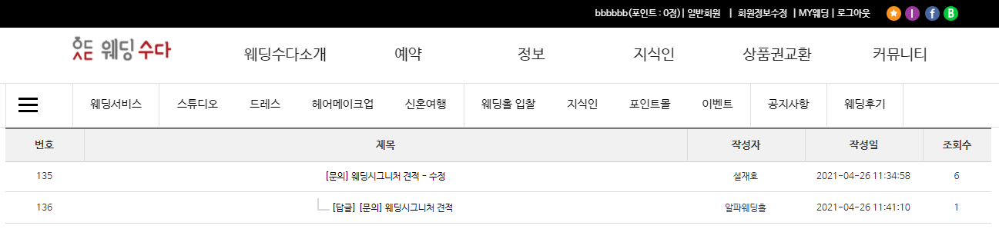 bbbbbb(포인트 : 0점) | 일반회원 | 회원정보수정 | MY웨딩 | 로그아웃 I f B
웨딩 수다 웨딩수다소개 예약 정보 지식인 상품권교환 커뮤니티
웨딩서비스 스튜디오 드레스 헤어메이크업 신혼여행 웨딩홀 입찰 지식인 포인트몰 이벤트 공지사항 웨딩후기
번호 제목 작성자 작성일 조회수
135 [문의] 웨딩시그니처 견적 - 수정 설재호 2021-04-26 11:34:58 6
136 [답글] [문의] 웨딩시그니처 견적 알파웨딩홀 2021-04-26 11:41:10 1